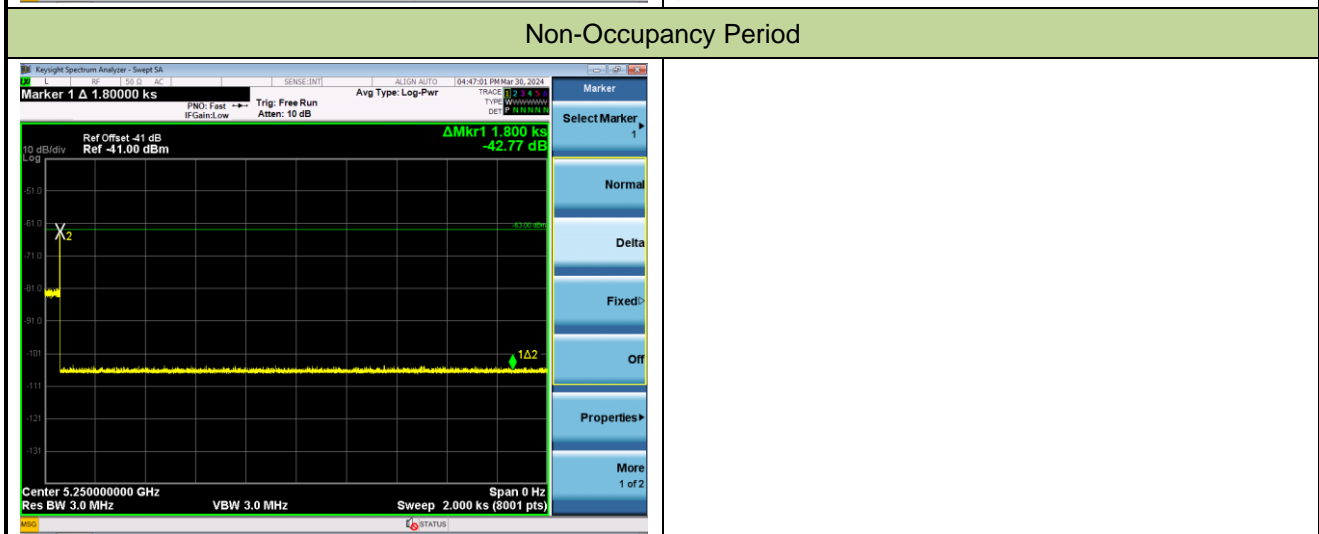 Non-Occupancy Period
Keysight Spectrum Analyzer - Swept SA
L RF 50 Ω AC SENSE:INT ALIGN AUTO 04:47:01 PM Mar 30, 2024
Marker 1 Δ 1.80000 ks
PNO: Fast
IFGain:Low
Trig: Free Run
Atten: 10 dB
Avg Type: Log-Pwr
TRACE 1 2 3 4 5 6
TYPE
DET P N N N N N
Marker
Select Marker
1
Normal
Delta
Fixed
Off
Properties
More
1 of 2
ΔMkr1 1.800 ks
-42.77 dB
Ref Offset -41 dB
10 dB/div Ref -41.00 dBm
Log
-51.0
-61.0
-63.00 dBm
X2
-71.0
-81.0
-91.0
-101
1Δ2
-111
-121
-131
Center 5.250000000 GHz Span 0 Hz
Res BW 3.0 MHz VBW 3.0 MHz Sweep 2.000 ks (8001 pts)
MSG STATUS